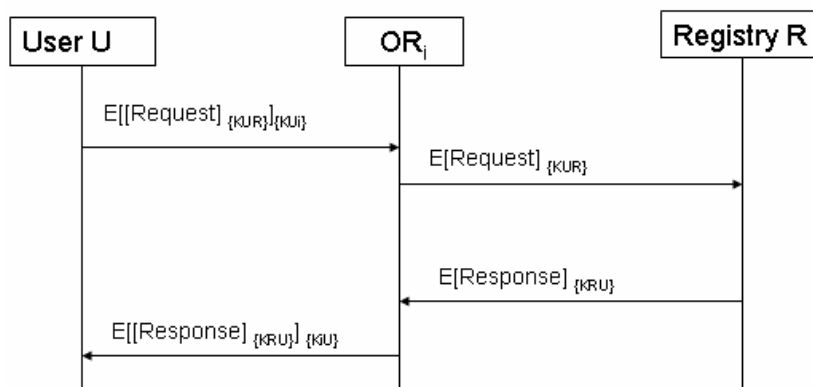 User U
ORi
Registry R
E[[Request] {KUR}]{KUi}
E[Request] {KUR}
E[Response] {KRU}
E[[Response] {KRU}] {KiU}